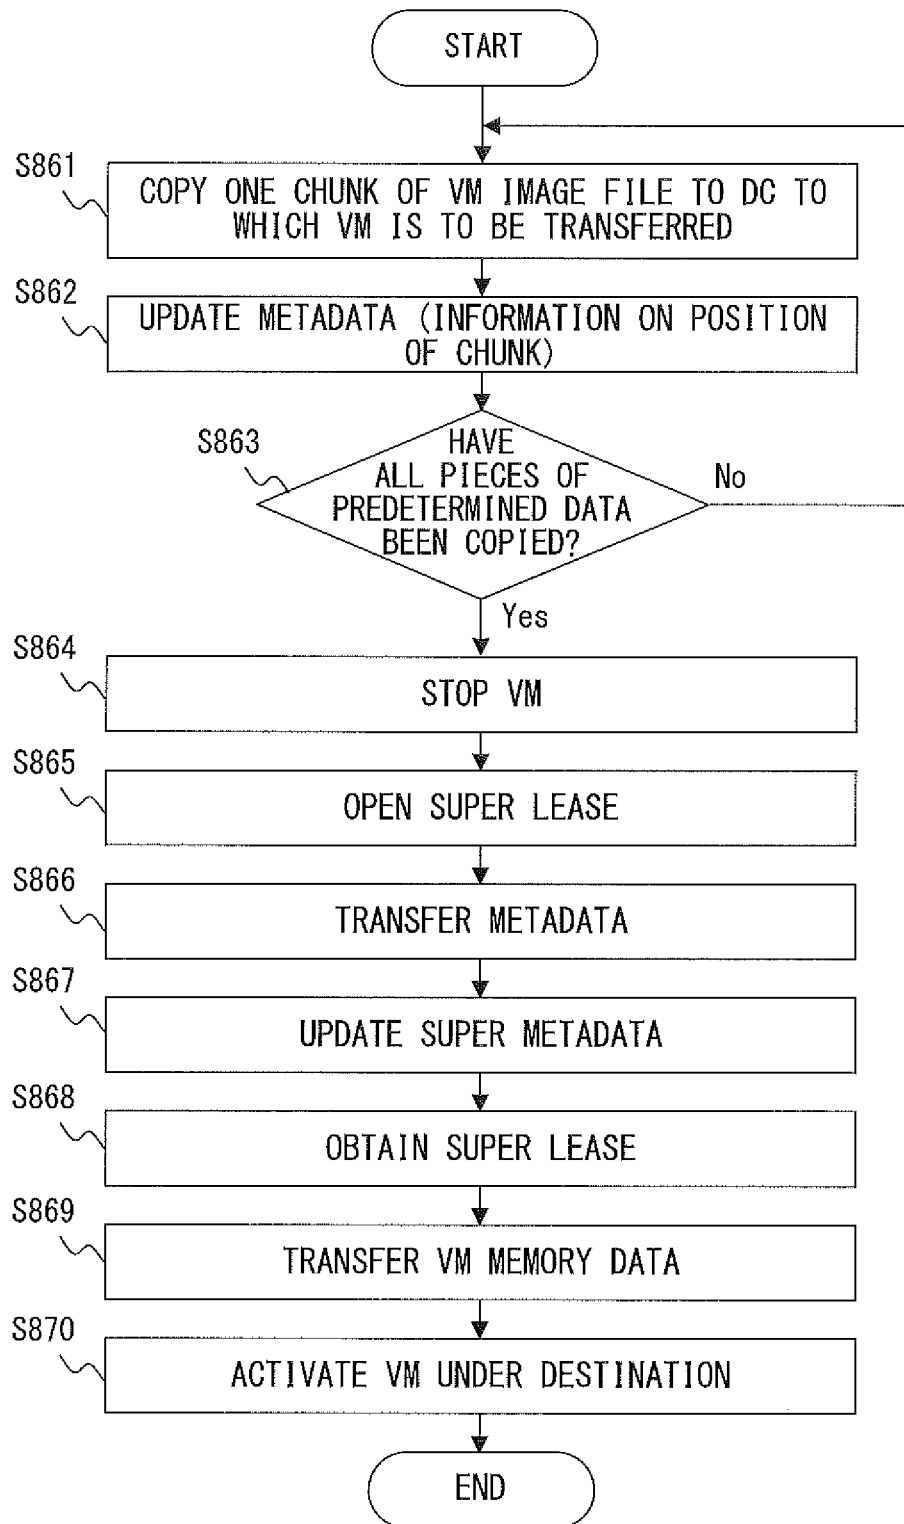 START
S861
COPY ONE CHUNK OF VM IMAGE FILE TO DC TO
WHICH VM IS TO BE TRANSFERRED
S862
UPDATE METADATA (INFORMATION ON POSITION
OF CHUNK)
S863
HAVE
ALL PIECES OF
PREDETERMINED DATA
BEEN COPIED?
No
Yes
S864
STOP VM
S865
OPEN SUPER LEASE
S866
TRANSFER METADATA
S867
UPDATE SUPER METADATA
S868
OBTAIN SUPER LEASE
S869
TRANSFER VM MEMORY DATA
S870
ACTIVATE VM UNDER DESTINATION
END